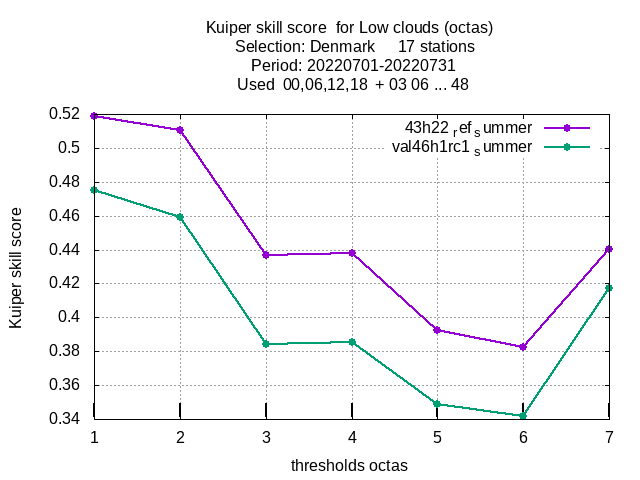 Kuiper skill score  for Low clouds (octas)
Selection: Denmark     17 stations
Period: 20220701-20220731
Used  00,06,12,18  + 03 06 ... 48
43h22 ref summer
val46h1rc1 summer
0.52
0.5
0.48
0.46
0.44
0.42
0.4
0.38
0.36
0.34
Kuiper skill score
1 2 3 4 5 6 7
thresholds octas